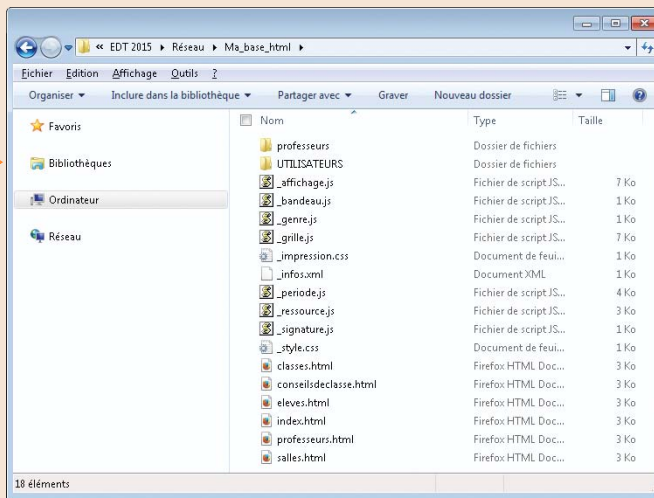 « EDT 2015 ▸ Réseau ▸ Ma_base_html ▸
Fichier Edition Affichage Outils ?
Organiser ▾ Inclure dans la bibliothèque ▾ Partager avec ▾ Graver Nouveau dossier
Favoris
Bibliothèques
Ordinateur
Réseau
Nom Type Taille
professeurs Dossier de fichiers
UTILISATEURS Dossier de fichiers
_affichage.js Fichier de script JS... 7 Ko
_bandeau.js Fichier de script JS... 1 Ko
_genre.js Fichier de script JS... 1 Ko
_grille.js Fichier de script JS... 7 Ko
_impression.css Document de feui... 1 Ko
_infos.xml Document XML 1 Ko
_periode.js Fichier de script JS... 4 Ko
_ressource.js Fichier de script JS... 3 Ko
_signature.js Fichier de script JS... 1 Ko
_style.css Document de feui... 1 Ko
classes.html Firefox HTML Doc... 3 Ko
conseilsdeclasse.html Firefox HTML Doc... 3 Ko
eleves.html Firefox HTML Doc... 3 Ko
index.html Firefox HTML Doc... 3 Ko
professeurs.html Firefox HTML Doc... 3 Ko
salles.html Firefox HTML Doc... 3 Ko
18 éléments